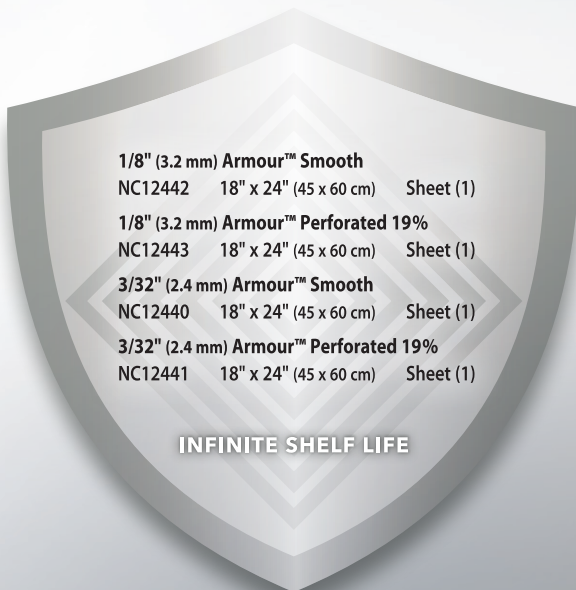 1/8" (3.2 mm) Armour™ Smooth
NC12442 18" x 24" (45 x 60 cm) Sheet (1)
1/8" (3.2 mm) Armour™ Perforated 19%
NC12443 18" x 24" (45 x 60 cm) Sheet (1)
3/32" (2.4 mm) Armour™ Smooth
NC12440 18" x 24" (45 x 60 cm) Sheet (1)
3/32" (2.4 mm) Armour™ Perforated 19%
NC12441 18" x 24" (45 x 60 cm) Sheet (1)
INFINITE SHELF LIFE